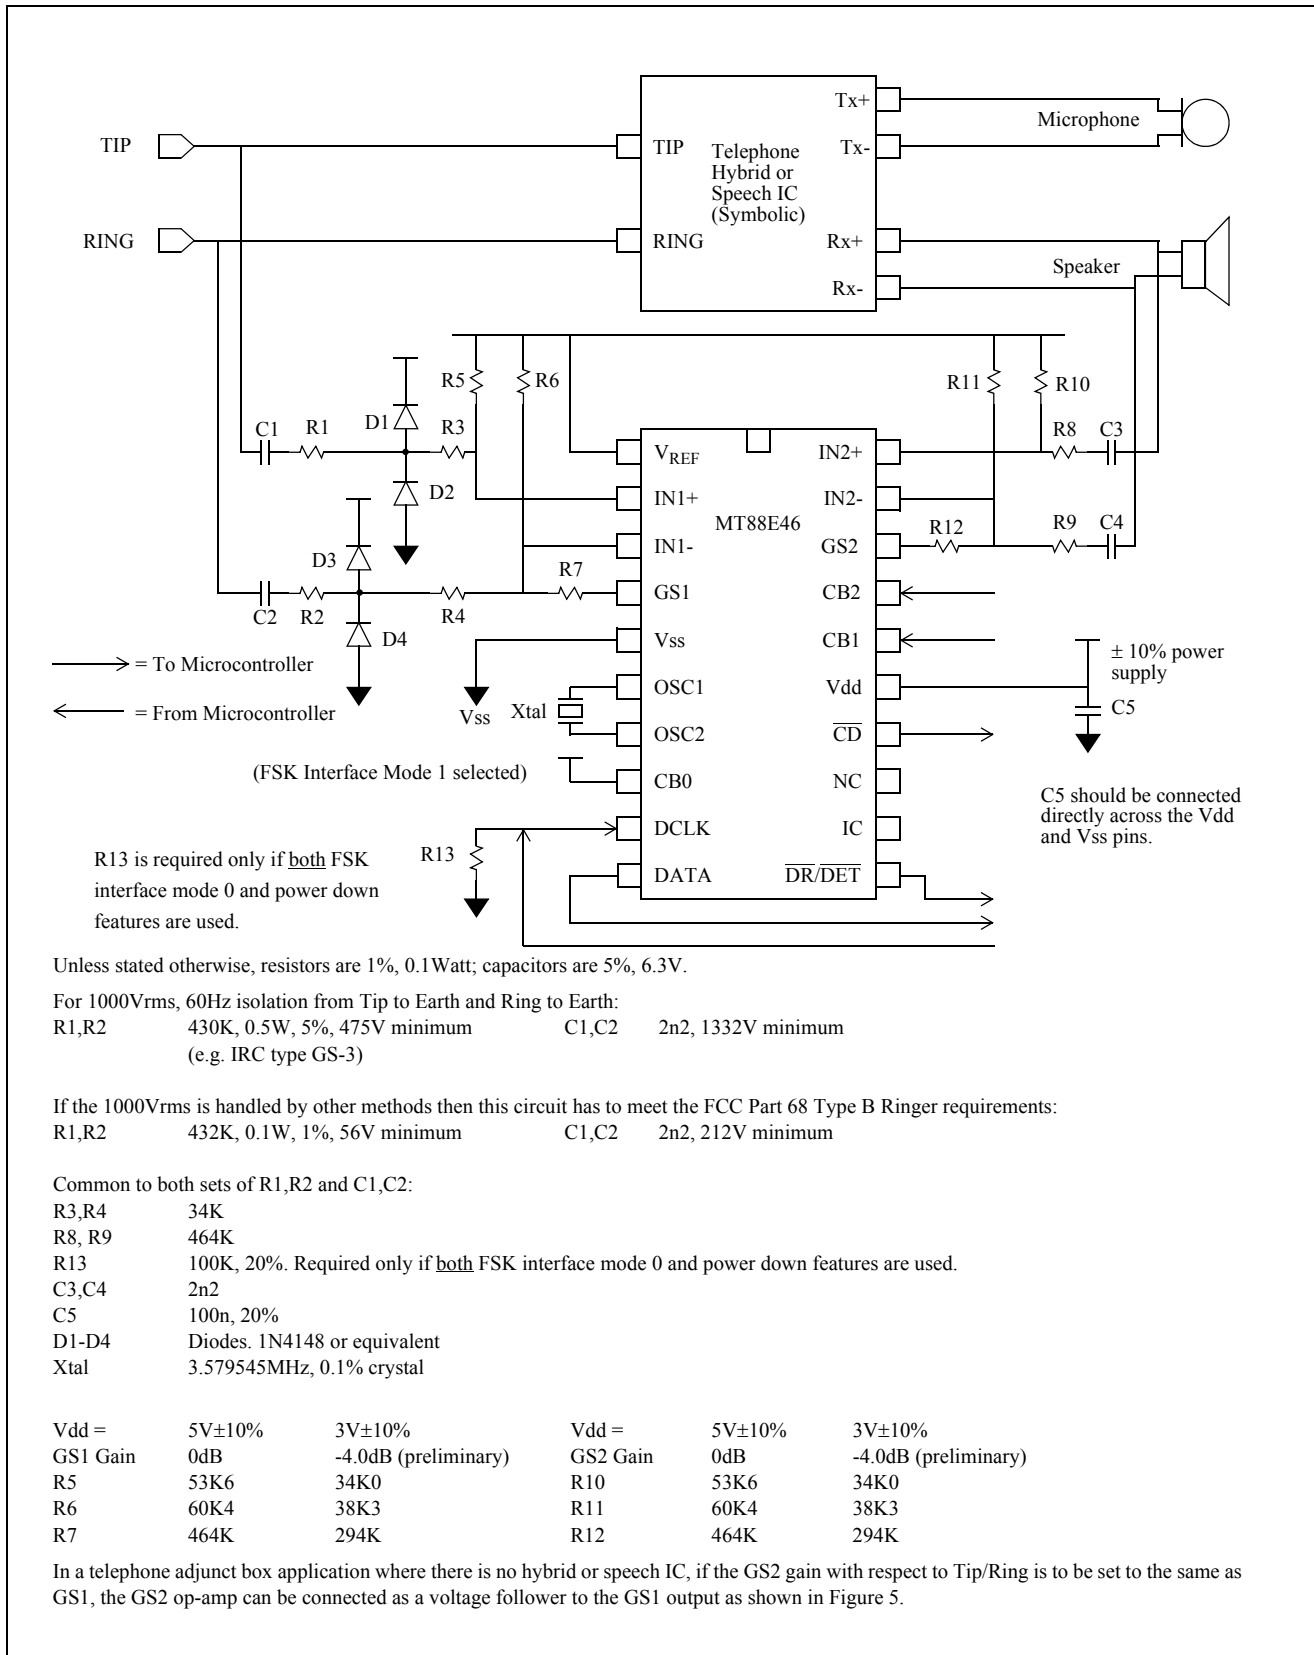 Tx+
Microphone
TIP
TIP
Telephone
Hybrid or
Speech IC
(Symbolic)
Tx-
RING
RING
Rx+
Speaker
Rx-
R5
R6
R11
R10
C1
R1
D1
R3
R8
C3
VREF
IN2+
D2
IN1+
IN2-
MT88E46
R12
R9
C4
D3
IN1-
GS2
R7
GS1
CB2
C2
R2
R4
D4
Vss
CB1
= To Microcontroller
± 10% power
supply
OSC1
Vdd
Xtal
Vss
C5
= From Microcontroller
OSC2
CD
(FSK Interface Mode 1 selected)
CB0
NC
C5 should be connected
directly across the Vdd
and Vss pins.
DCLK
IC
R13
R13 is required only if both FSK
interface mode 0 and power down
features are used.
DATA
DR/DET
Unless stated otherwise, resistors are 1%, 0.1Watt; capacitors are 5%, 6.3V.
For 1000Vrms, 60Hz isolation from Tip to Earth and Ring to Earth:
R1,R2 430K, 0.5W, 5%, 475V minimum C1,C2 2n2, 1332V minimum
(e.g. IRC type GS-3)
If the 1000Vrms is handled by other methods then this circuit has to meet the FCC Part 68 Type B Ringer requirements:
R1,R2 432K, 0.1W, 1%, 56V minimum C1,C2 2n2, 212V minimum
Common to both sets of R1,R2 and C1,C2:
R3,R4 34K
R8, R9 464K
R13 100K, 20%. Required only if both FSK interface mode 0 and power down features are used.
C3,C4 2n2
C5 100n, 20%
D1-D4 Diodes. 1N4148 or equivalent
Xtal 3.579545MHz, 0.1% crystal
Vdd = 5V±10% 3V±10% Vdd = 5V±10% 3V±10%
GS1 Gain 0dB -4.0dB (preliminary) GS2 Gain 0dB -4.0dB (preliminary)
R5 53K6 34K0 R10 53K6 34K0
R6 60K4 38K3 R11 60K4 38K3
R7 464K 294K R12 464K 294K
In a telephone adjunct box application where there is no hybrid or speech IC, if the GS2 gain with respect to Tip/Ring is to be set to the same as
GS1, the GS2 op-amp can be connected as a voltage follower to the GS1 output as shown in Figure 5.